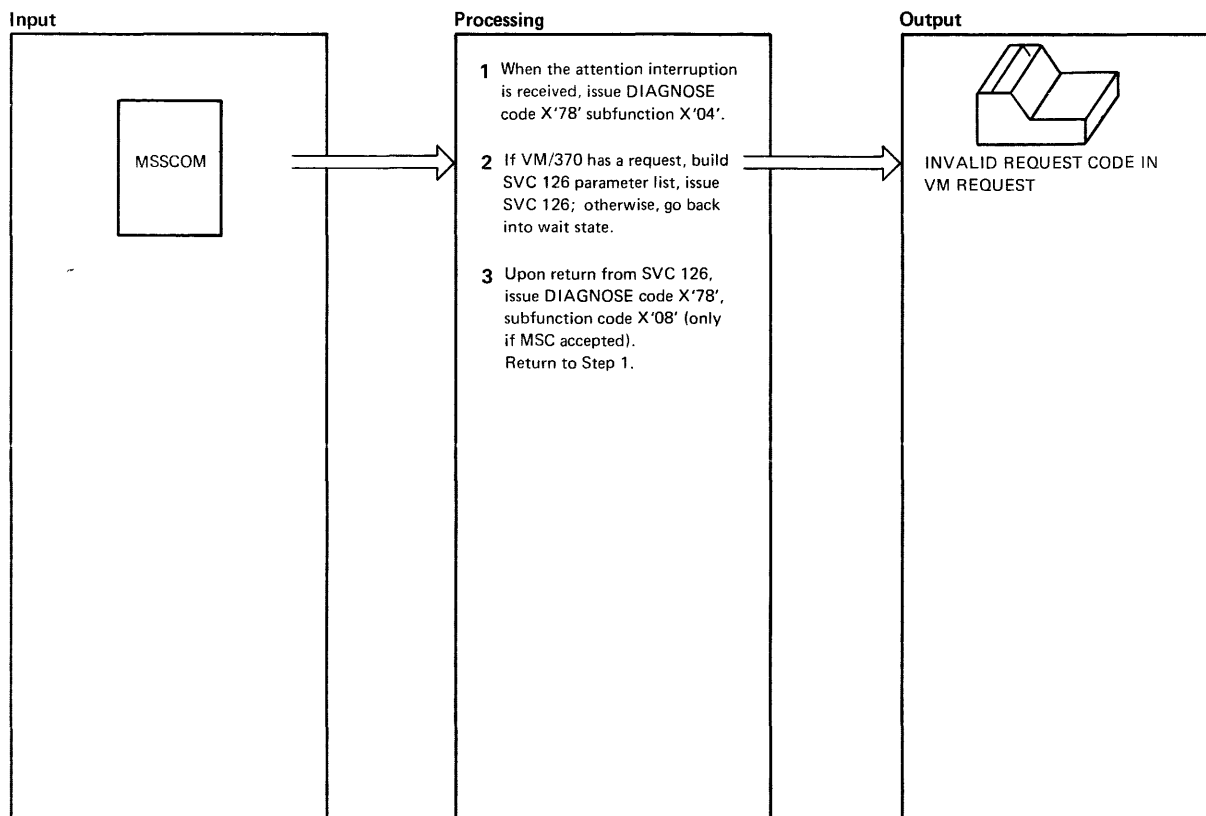 Input
Processing
Output
MSSCOM
1 When the attention interruption
is received, issue DIAGNOSE
code X'78' subfunction X'04'.
2 If VM/370 has a request, build
SVC 126 parameter list, issue
SVC 126; otherwise, go back
into wait state.
3 Upon return from SVC 126,
issue DIAGNOSE code X'78',
subfunction code X'08' (only
if MSC accepted).
Return to Step 1.
INVALID REQUEST CODE IN
VM REQUEST